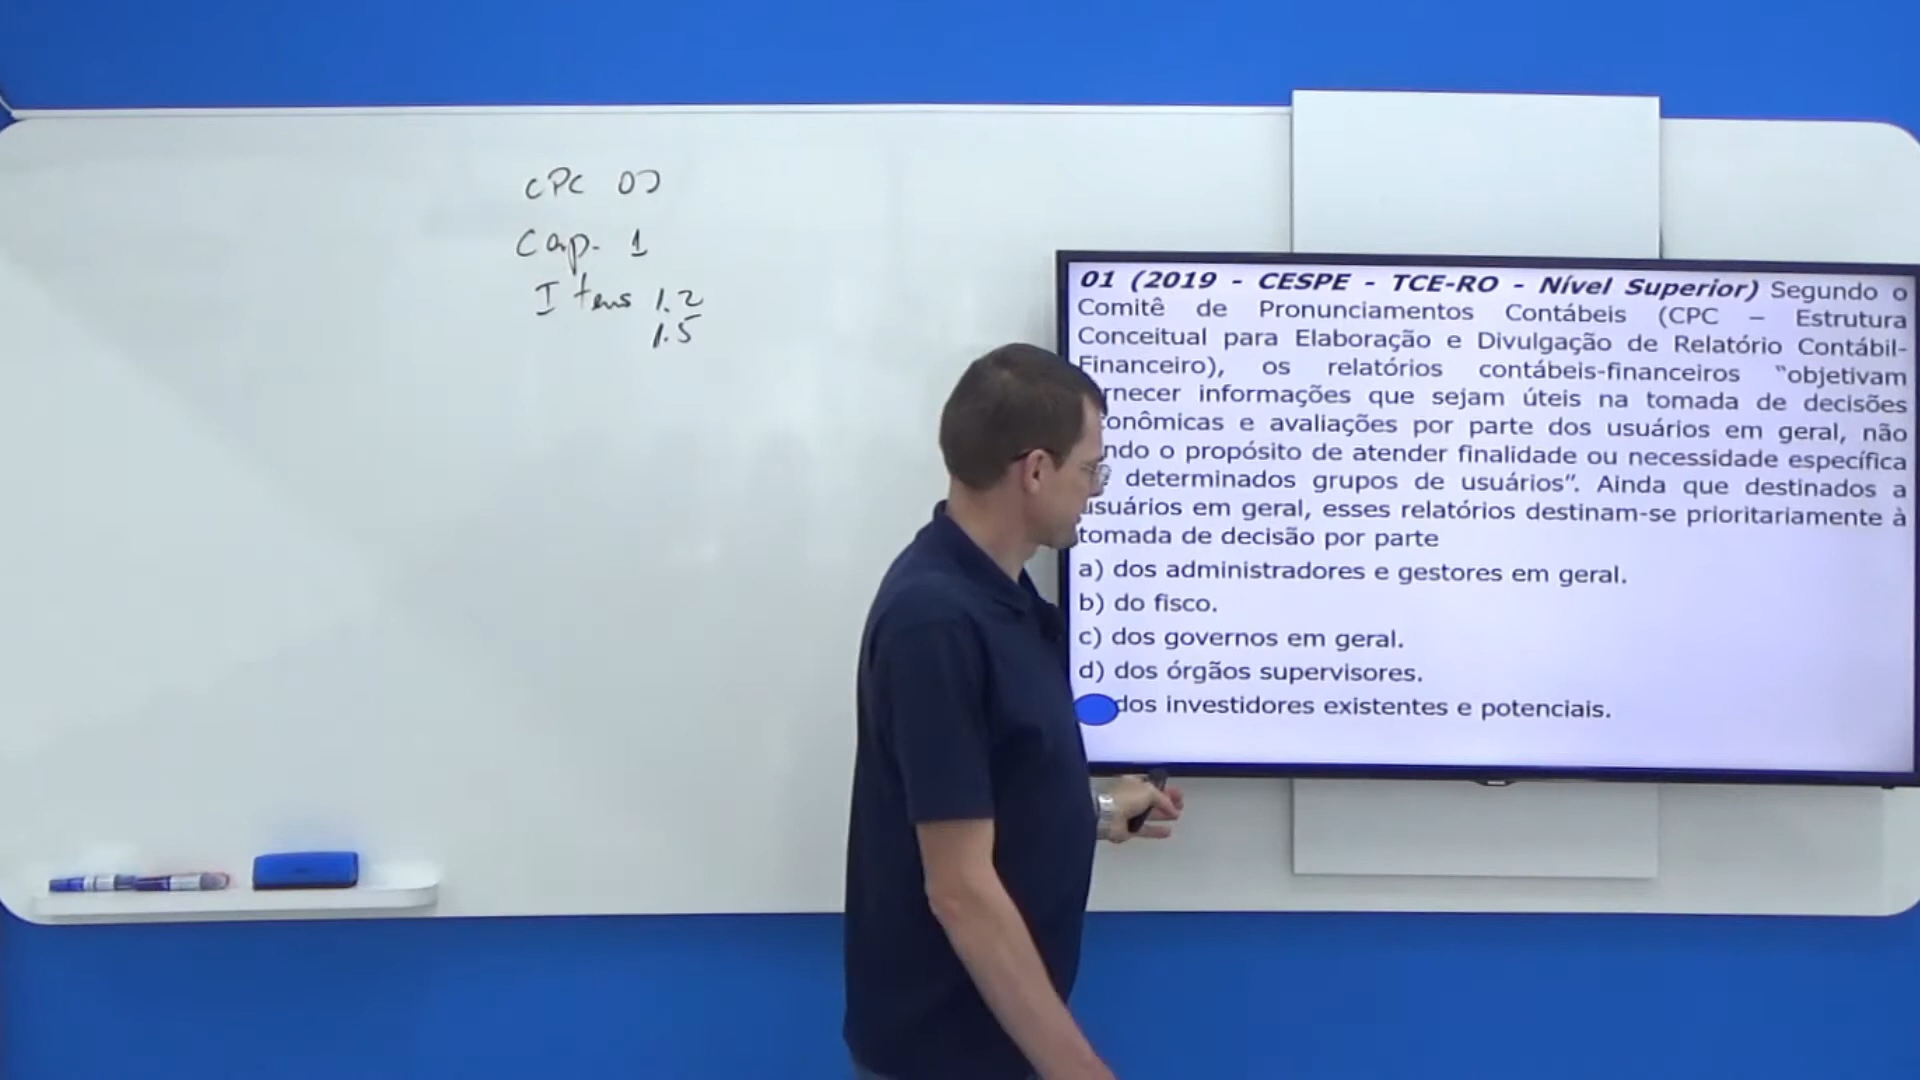 CPC 00
Cap. 1
Itens 1.2
1.5
01 (2019 - CESPE - TCE-RO - Nível Superior) Segundo o
Comitê de Pronunciamentos Contábeis (CPC – Estrutura
Conceitual para Elaboração e Divulgação de Relatório Contábil-
Financeiro), os relatórios contábeis-financeiros "objetivam
rnecer informações que sejam úteis na tomada de decisões
conômicas e avaliações por parte dos usuários em geral, não
ndo o propósito de atender finalidade ou necessidade específica
determinados grupos de usuários". Ainda que destinados a
usuários em geral, esses relatórios destinam-se prioritariamente à
tomada de decisão por parte
a) dos administradores e gestores em geral.
b) do fisco.
c) dos governos em geral.
d) dos órgãos supervisores.
dos investidores existentes e potenciais.